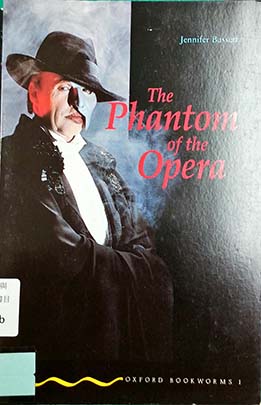 Jennifer Bassett
The
Phantom
of the
Opera
b
OXFORD BOOKWORMS 1